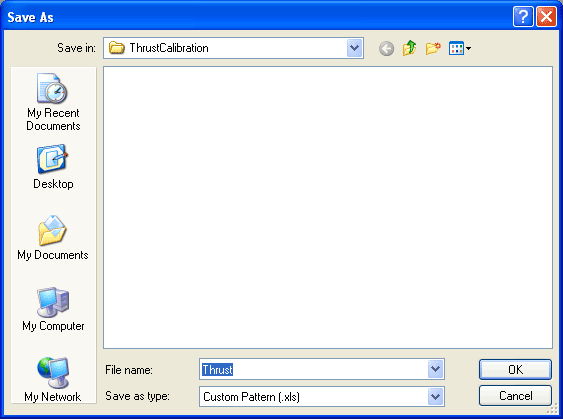 Save As
Save in: ThrustCalibration
My Recent
Documents
Desktop
My Documents
My Computer
My Network
File name: Thrust
OK
Save as type: Custom Pattern (.xls)
Cancel